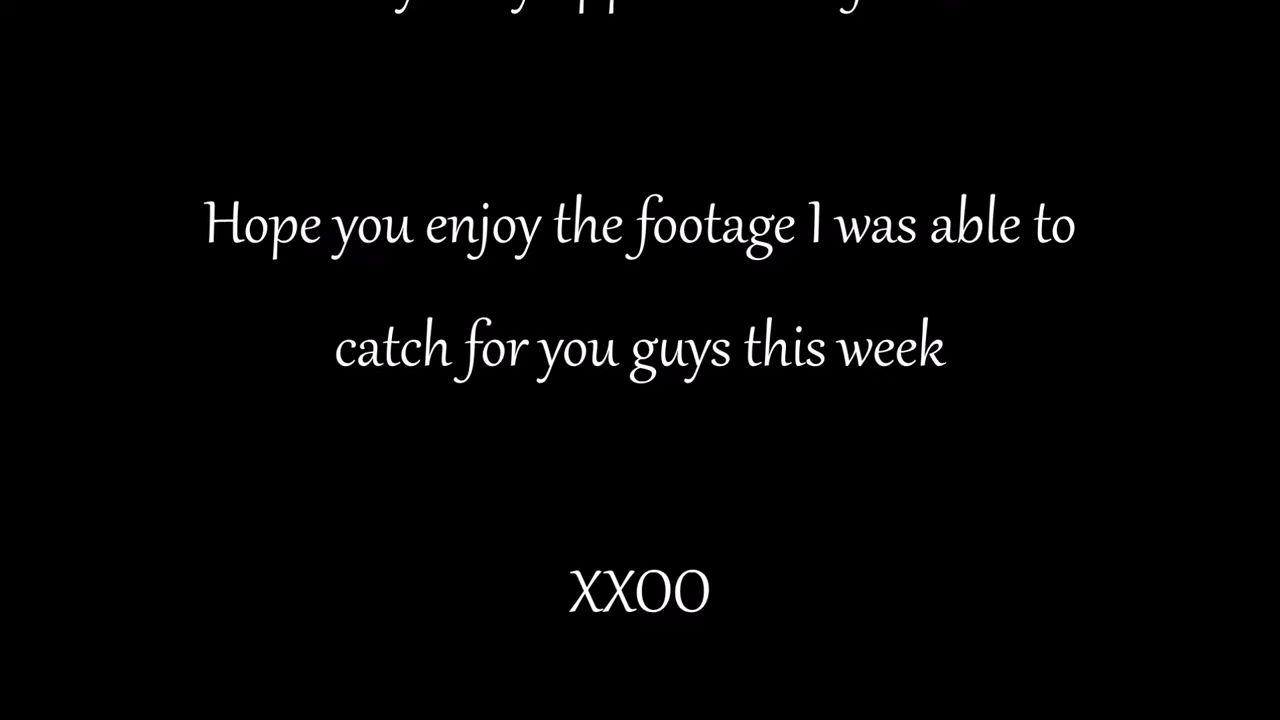 Hope you enjoy the footage I was able to
catch for you guys this week
XXOO